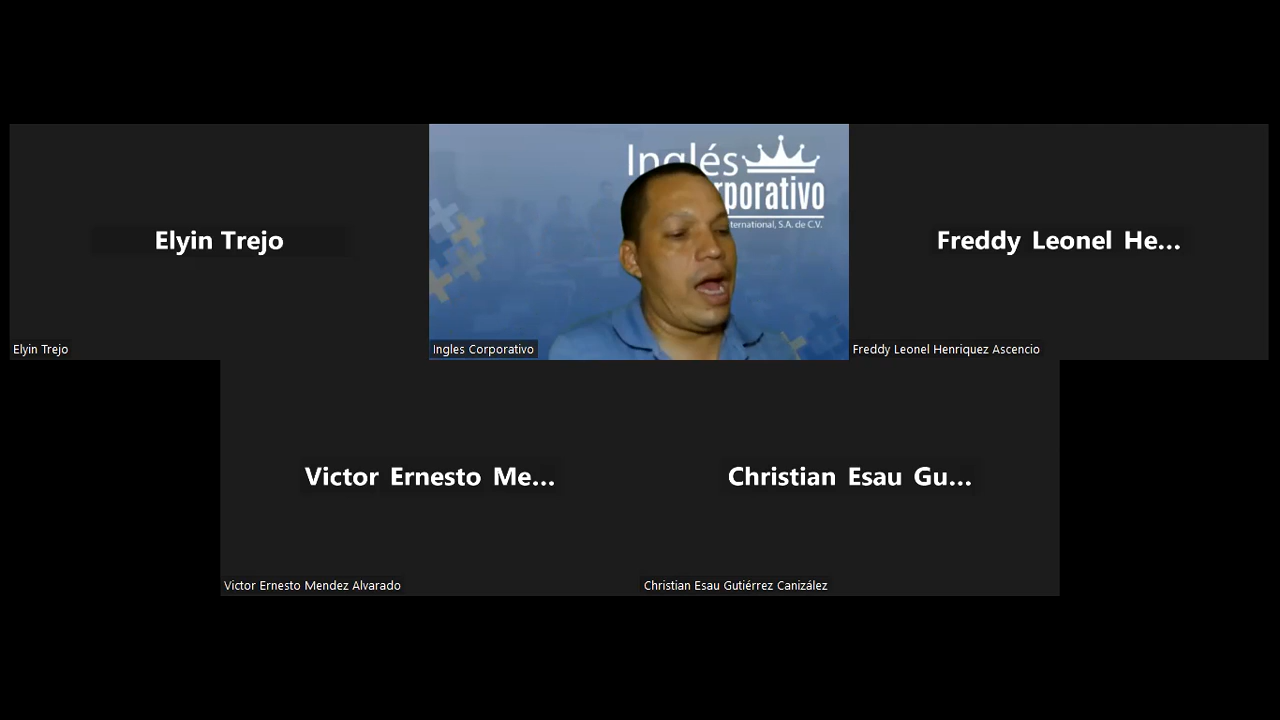 Elyin Trejo
Elyin Trejo
Inglés
rporativo
ternational, S.A. de C.V.
Ingles Corporativo
Freddy Leonel He...
Freddy Leonel Henriquez Ascencio
Victor Ernesto Me...
Victor Ernesto Mendez Alvarado
Christian Esau Gu...
Christian Esau Gutiérrez Canizález